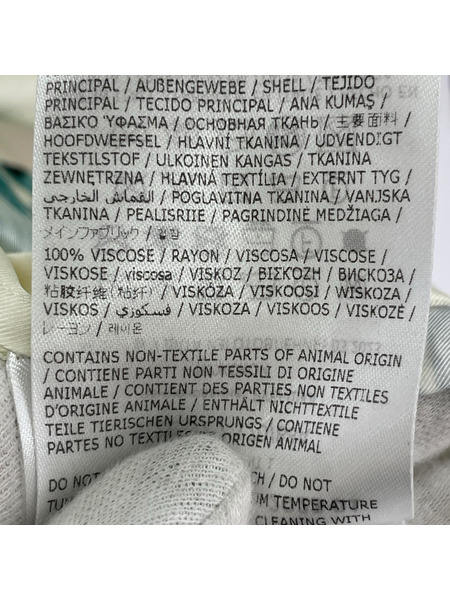 PRINCIPAL / AUßENGEWEBE / SHELL / TEJIDO
PRINCIPAL / TECIDO PRINCIPAL / ANA KUMAŞ /
ΒΑΣΙΚΌ ΎΦΑΣΜΑ / ОСНОВНАЯ ТКАНЬ / 主要面料 /
HOOFDWEEFSEL / HLAVNÍ TKANINA / UDVENDIGT
TEKSTILSTOF / ULKOINEN KANGAS / TKANINA
ZEWNĘTRZNA / HLAVNÁ TEXTÍLIA / EXTERNT TYG /
القماش الخارجي / POGLAVITNA TKANINA / VANJSKA
TKANINA / PEALISRIIE / PAGRINDINĖ MEDŽIAGA /
メインファブリック / 겉감
100% VISCOSE / RAYON / VISCOSA / VISCOSE /
VISKOSE / viscosa / VISKOZ / ΒΙΣΚΟΖΗ / ВИСКОЗА /
粘胶纤维(粘纤) / VISKÓZA / VISKOOSI / WISKOZA /
VISKOS / فسكوزي / VISKOZA / VISKOOS / VISKOZĖ /
レーヨン / 레이온
CONTAINS NON-TEXTILE PARTS OF ANIMAL ORIGIN
/ CONTIENE PARTI NON TESSILI DI ORIGINE
ANIMALE / CONTIENT DES PARTIES NON TEXTILES
D'ORIGINE ANIMALE / ENTHÄLT NICHTTEXTILE
TEILE TIERISCHEN URSPRUNGS / CONTIENE
PARTES NO TEXTILES DE ORIGEN ANIMAL
DO NOT / DO NOT
TEMPERATURE
CLEANING WITH